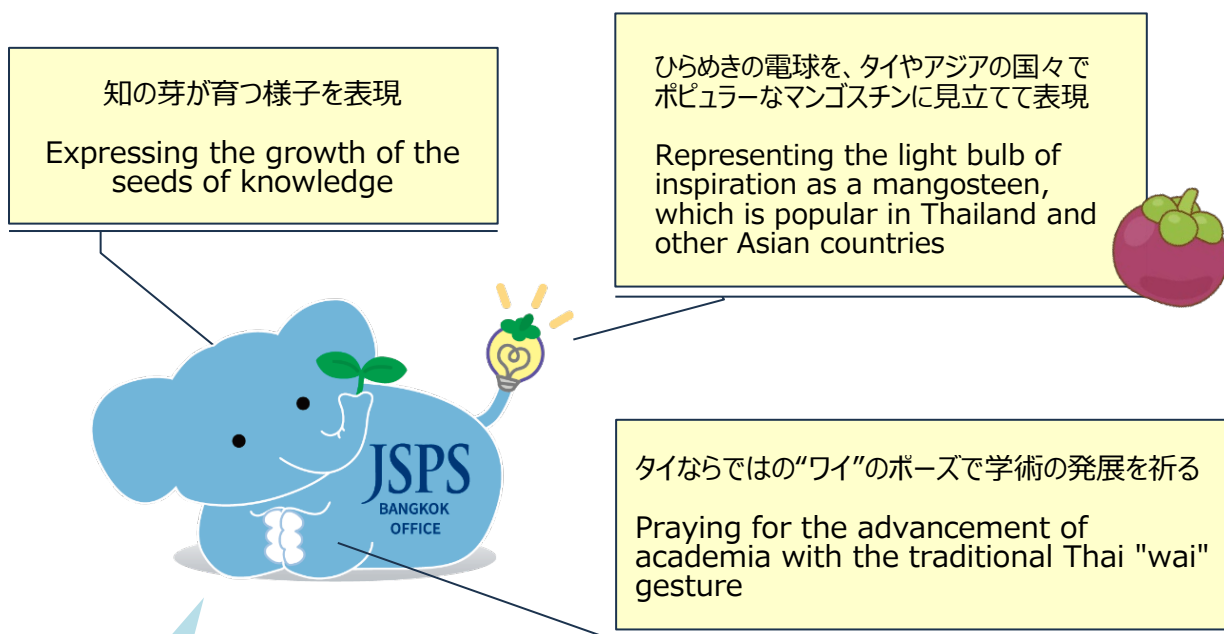 知の芽が育つ様子を表現
Expressing the growth of the
seeds of knowledge
ひらめきの電球を、タイやアジアの国々で
ポピュラーなマンゴスチンに見立てて表現
Representing the light bulb of
inspiration as a mangosteen,
which is popular in Thailand and
other Asian countries
JSPS
BANGKOK
OFFICE
タイならではの“ワイ”のポーズで学術の発展を祈る
Praying for the advancement of
academia with the traditional Thai "wai"
gesture